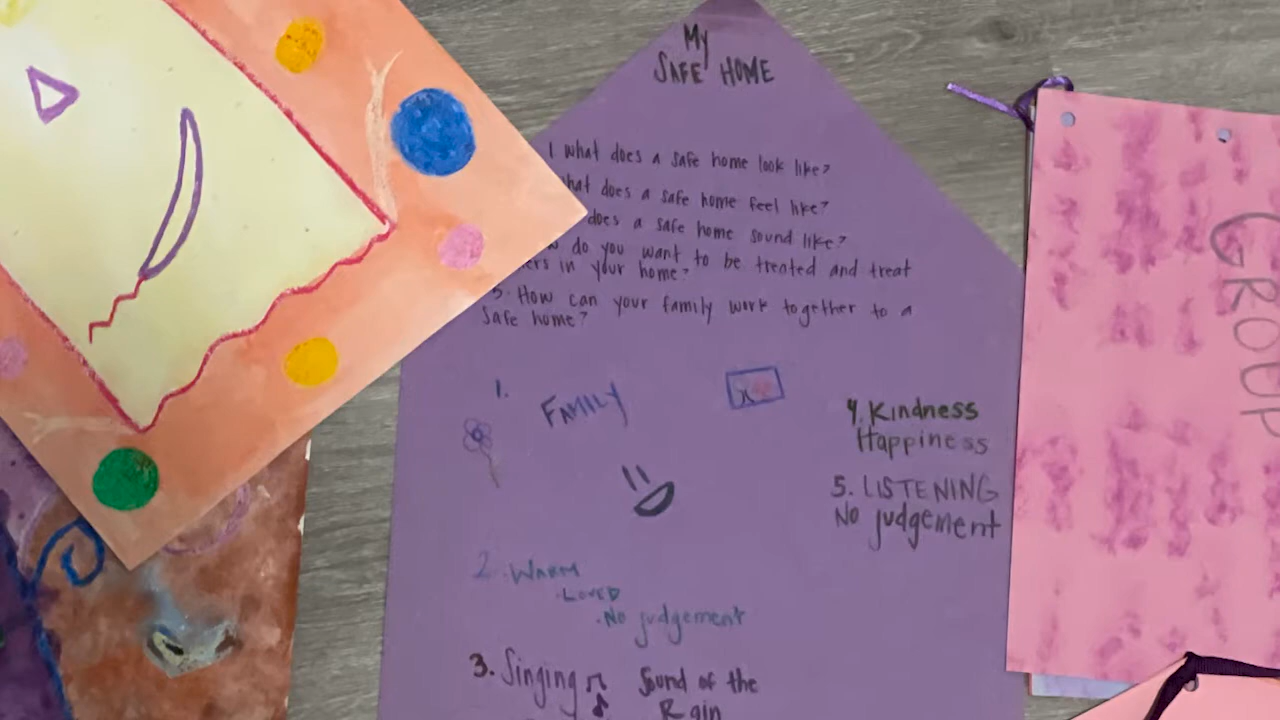 My
SAFE HOME
1 what does a safe home look like?
hat does a safe home feel like?
does a safe home sound like?
do you want to be treated and treat
ers in your home?
5. How can your family work together to a
safe home?
1.
FAMILY
4. Kindness
Happiness
5. LISTENING
No judgement
2. WARM
. LOVED
. No judgement
3. Singing Sound of the
Rain
GROUP